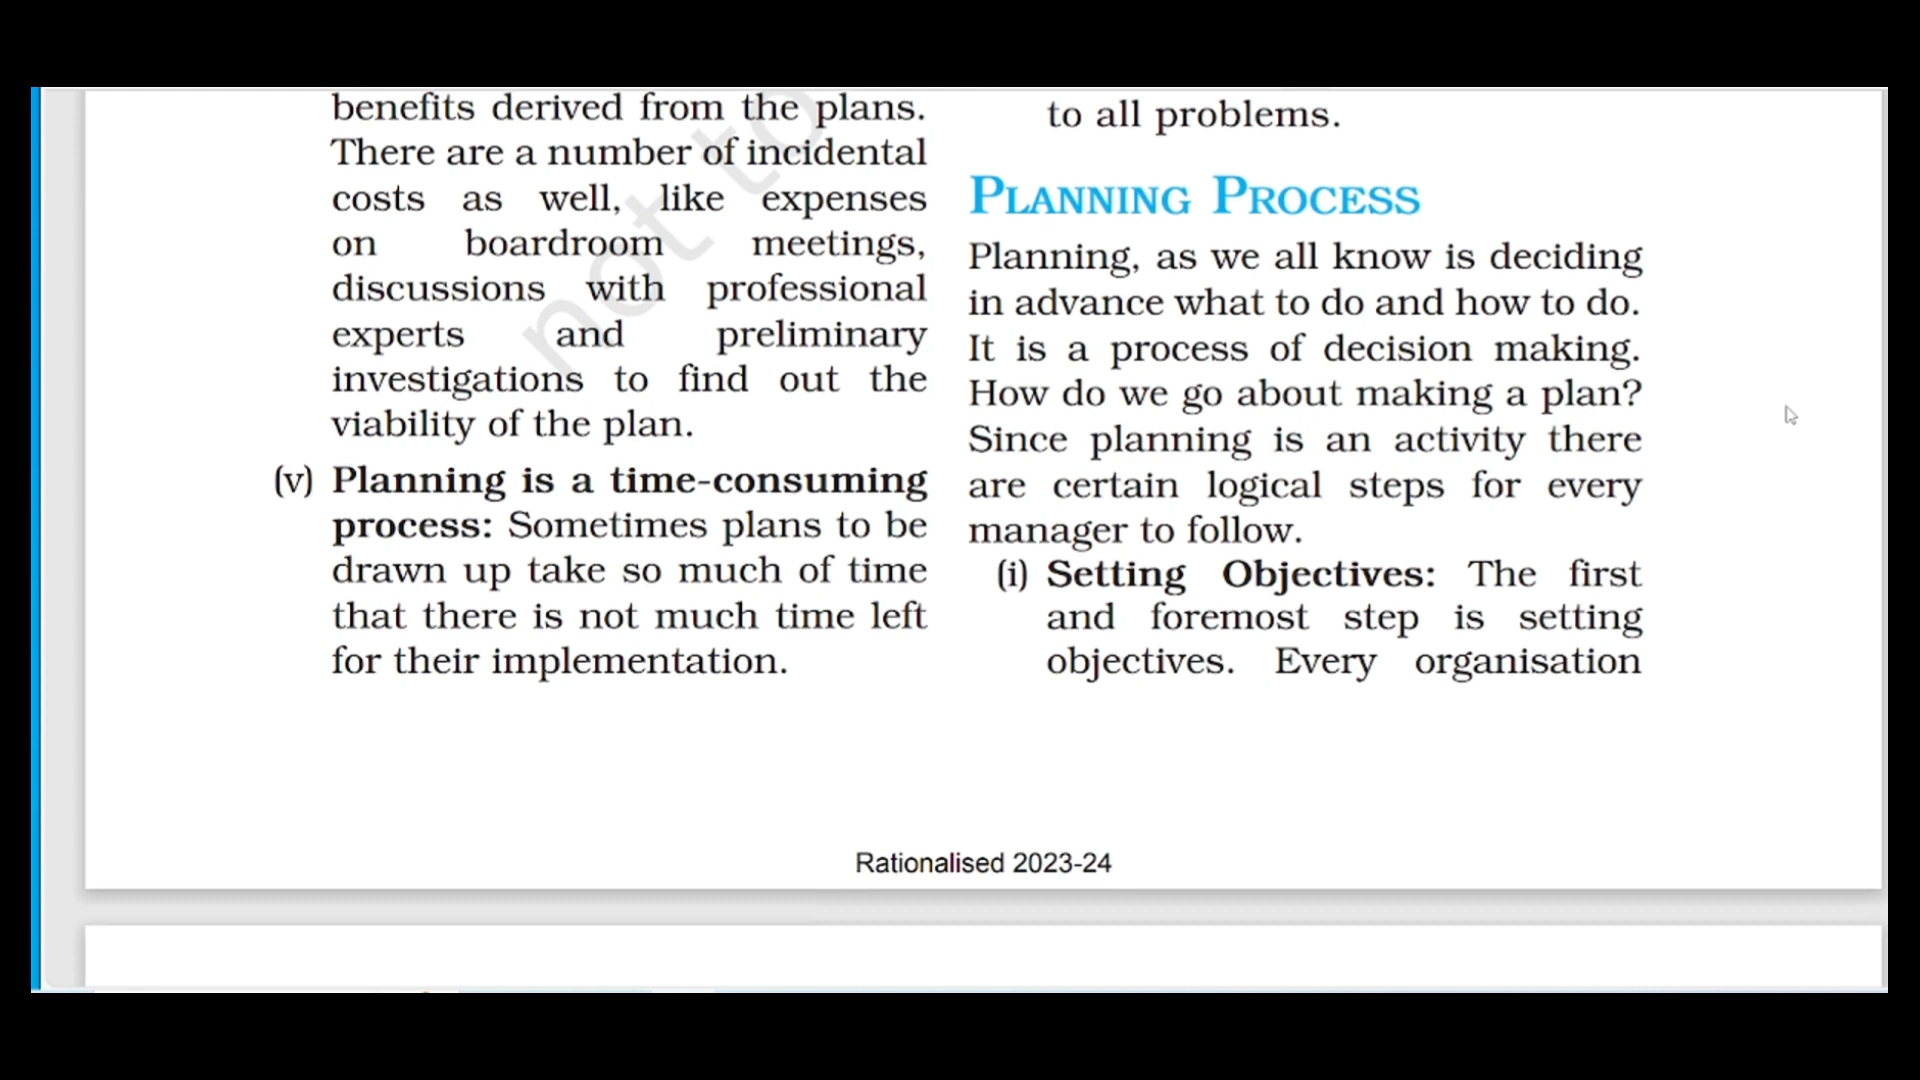 benefits derived from the plans.
There are a number of incidental
costs as well, like expenses
on boardroom meetings,
discussions with professional
experts and preliminary
investigations to find out the
viability of the plan.
(v) Planning is a time-consuming
process: Sometimes plans to be
drawn up take so much of time
that there is not much time left
for their implementation.
to all problems.
PLANNING PROCESS
Planning, as we all know is deciding
in advance what to do and how to do.
It is a process of decision making.
How do we go about making a plan?
Since planning is an activity there
are certain logical steps for every
manager to follow.
(i) Setting Objectives: The first
and foremost step is setting
objectives. Every organisation
Rationalised 2023-24
not to